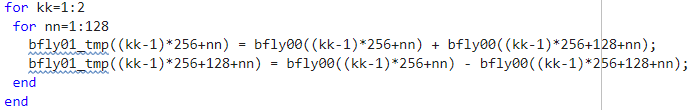 for kk=1:2
for nn=1:128
bfly01_tmp((kk-1)*256+nn) = bfly00((kk-1)*256+nn) + bfly00((kk-1)*256+128+nn);
bfly01_tmp((kk-1)*256+128+nn) = bfly00((kk-1)*256+nn) - bfly00((kk-1)*256+128+nn);
end
end